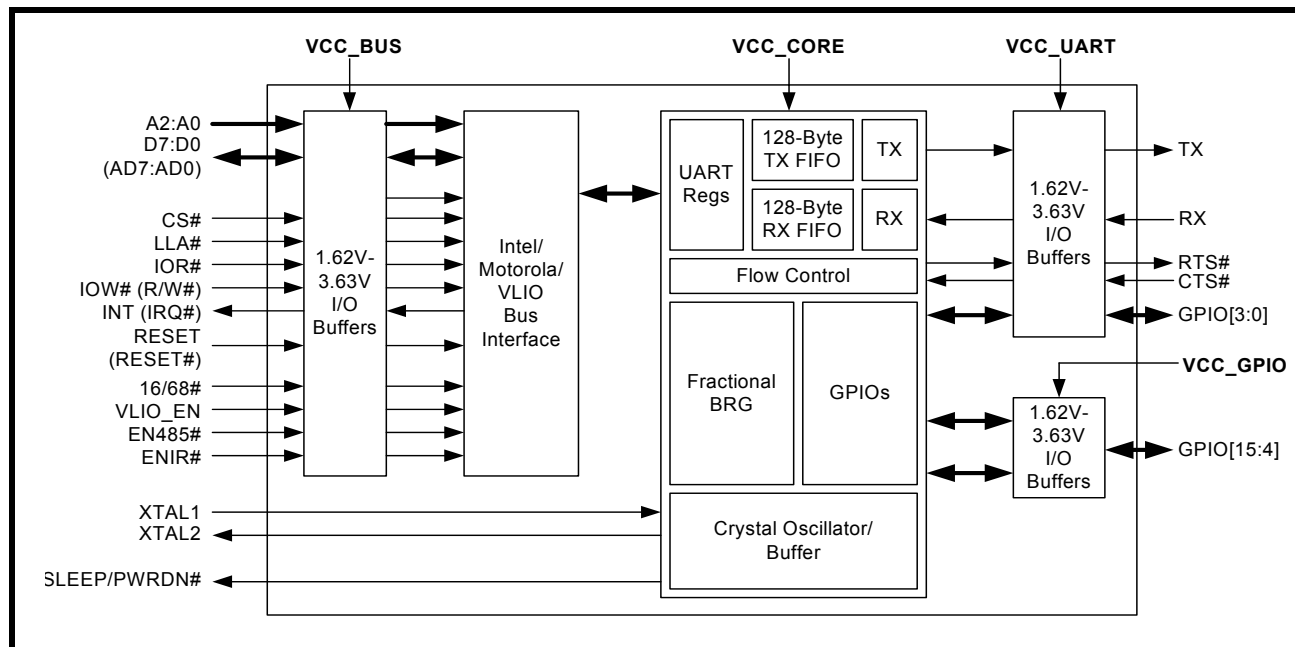 VCC_BUS
VCC_CORE
VCC_UART
A2:A0
D7:D0
(AD7:AD0)
CS#
LLA#
IOR#
IOW# (R/W#)
INT (IRQ#)
RESET
(RESET#)
16/68#
VLIO_EN
EN485#
ENIR#
XTAL1
XTAL2
SLEEP/PWRDN#
1.62V-
3.63V
I/O
Buffers
Intel/
Motorola/
VLIO
Bus
Interface
UART
Regs
128-Byte
TX FIFO
TX
128-Byte
RX FIFO
RX
Flow Control
Fractional
BRG
GPIOs
Crystal Oscillator/
Buffer
1.62V-
3.63V
I/O
Buffers
TX
RX
RTS#
CTS#
GPIO[3:0]
VCC_GPIO
1.62V-
3.63V
I/O
Buffers
GPIO[15:4]